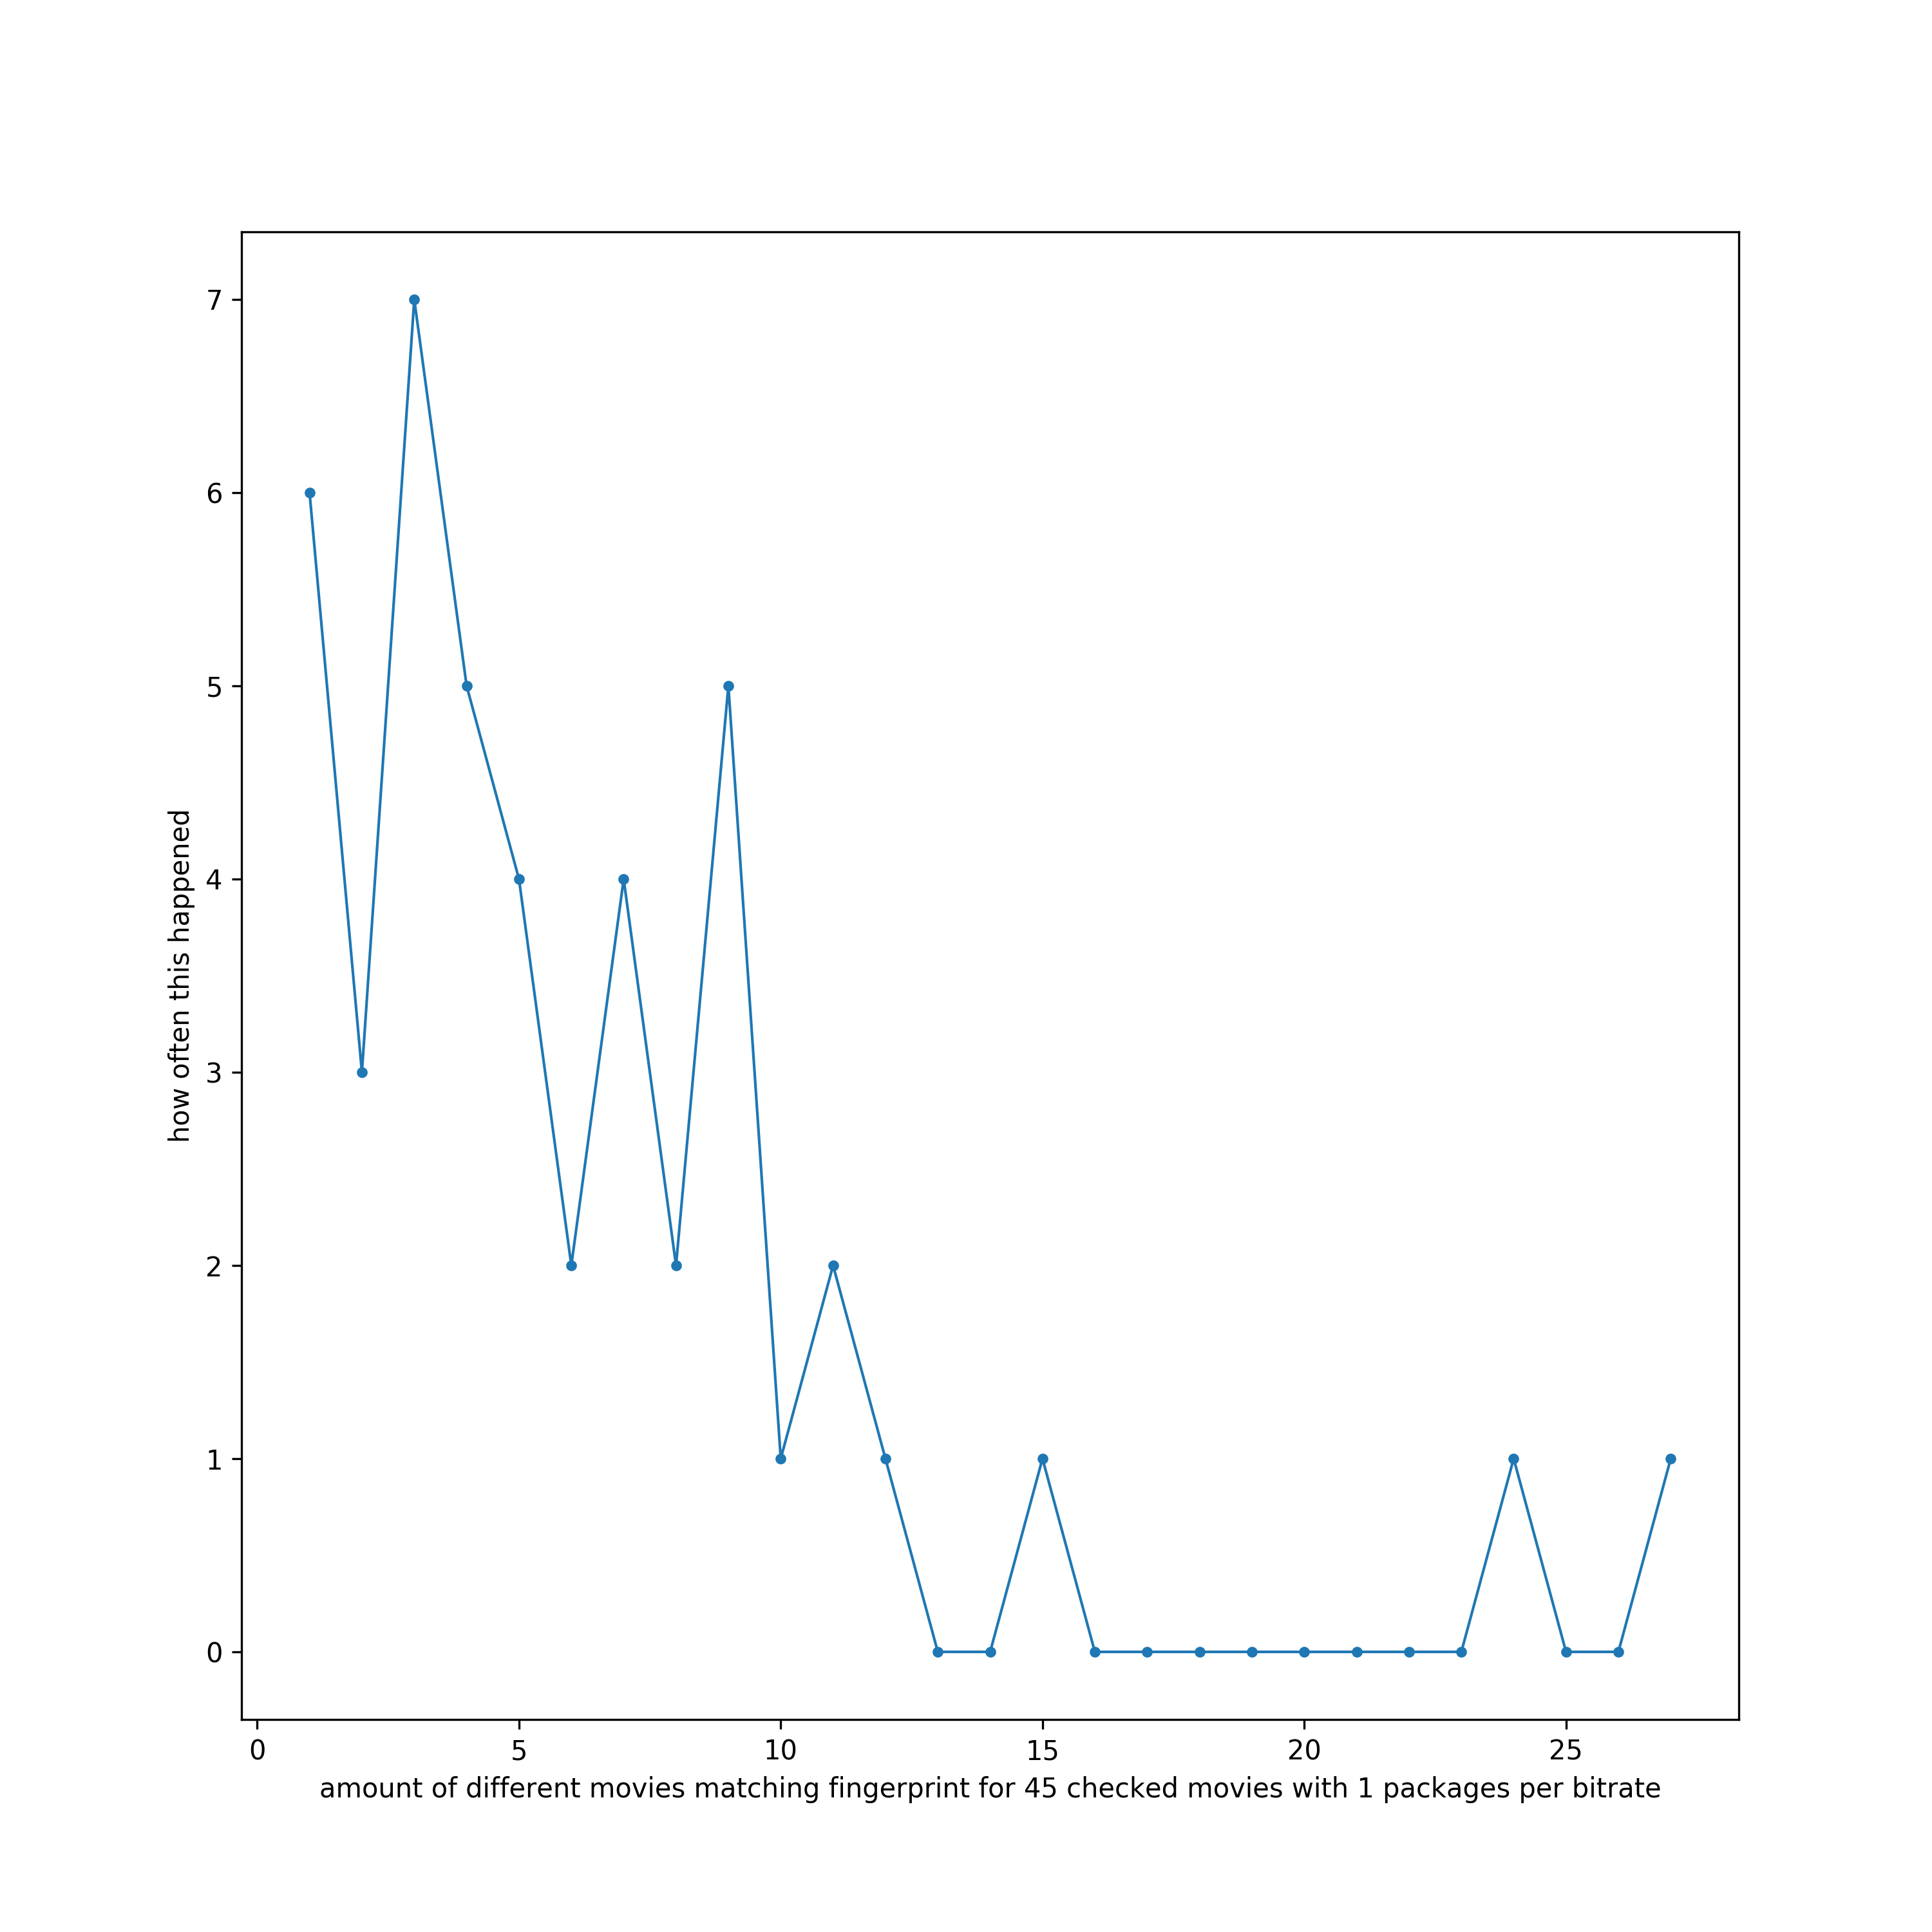 7
6
5
4
3
2
1
0
how often this happened
0 5 10 15 20 25
amount of different movies matching fingerprint for 45 checked movies with 1 packages per bitrate